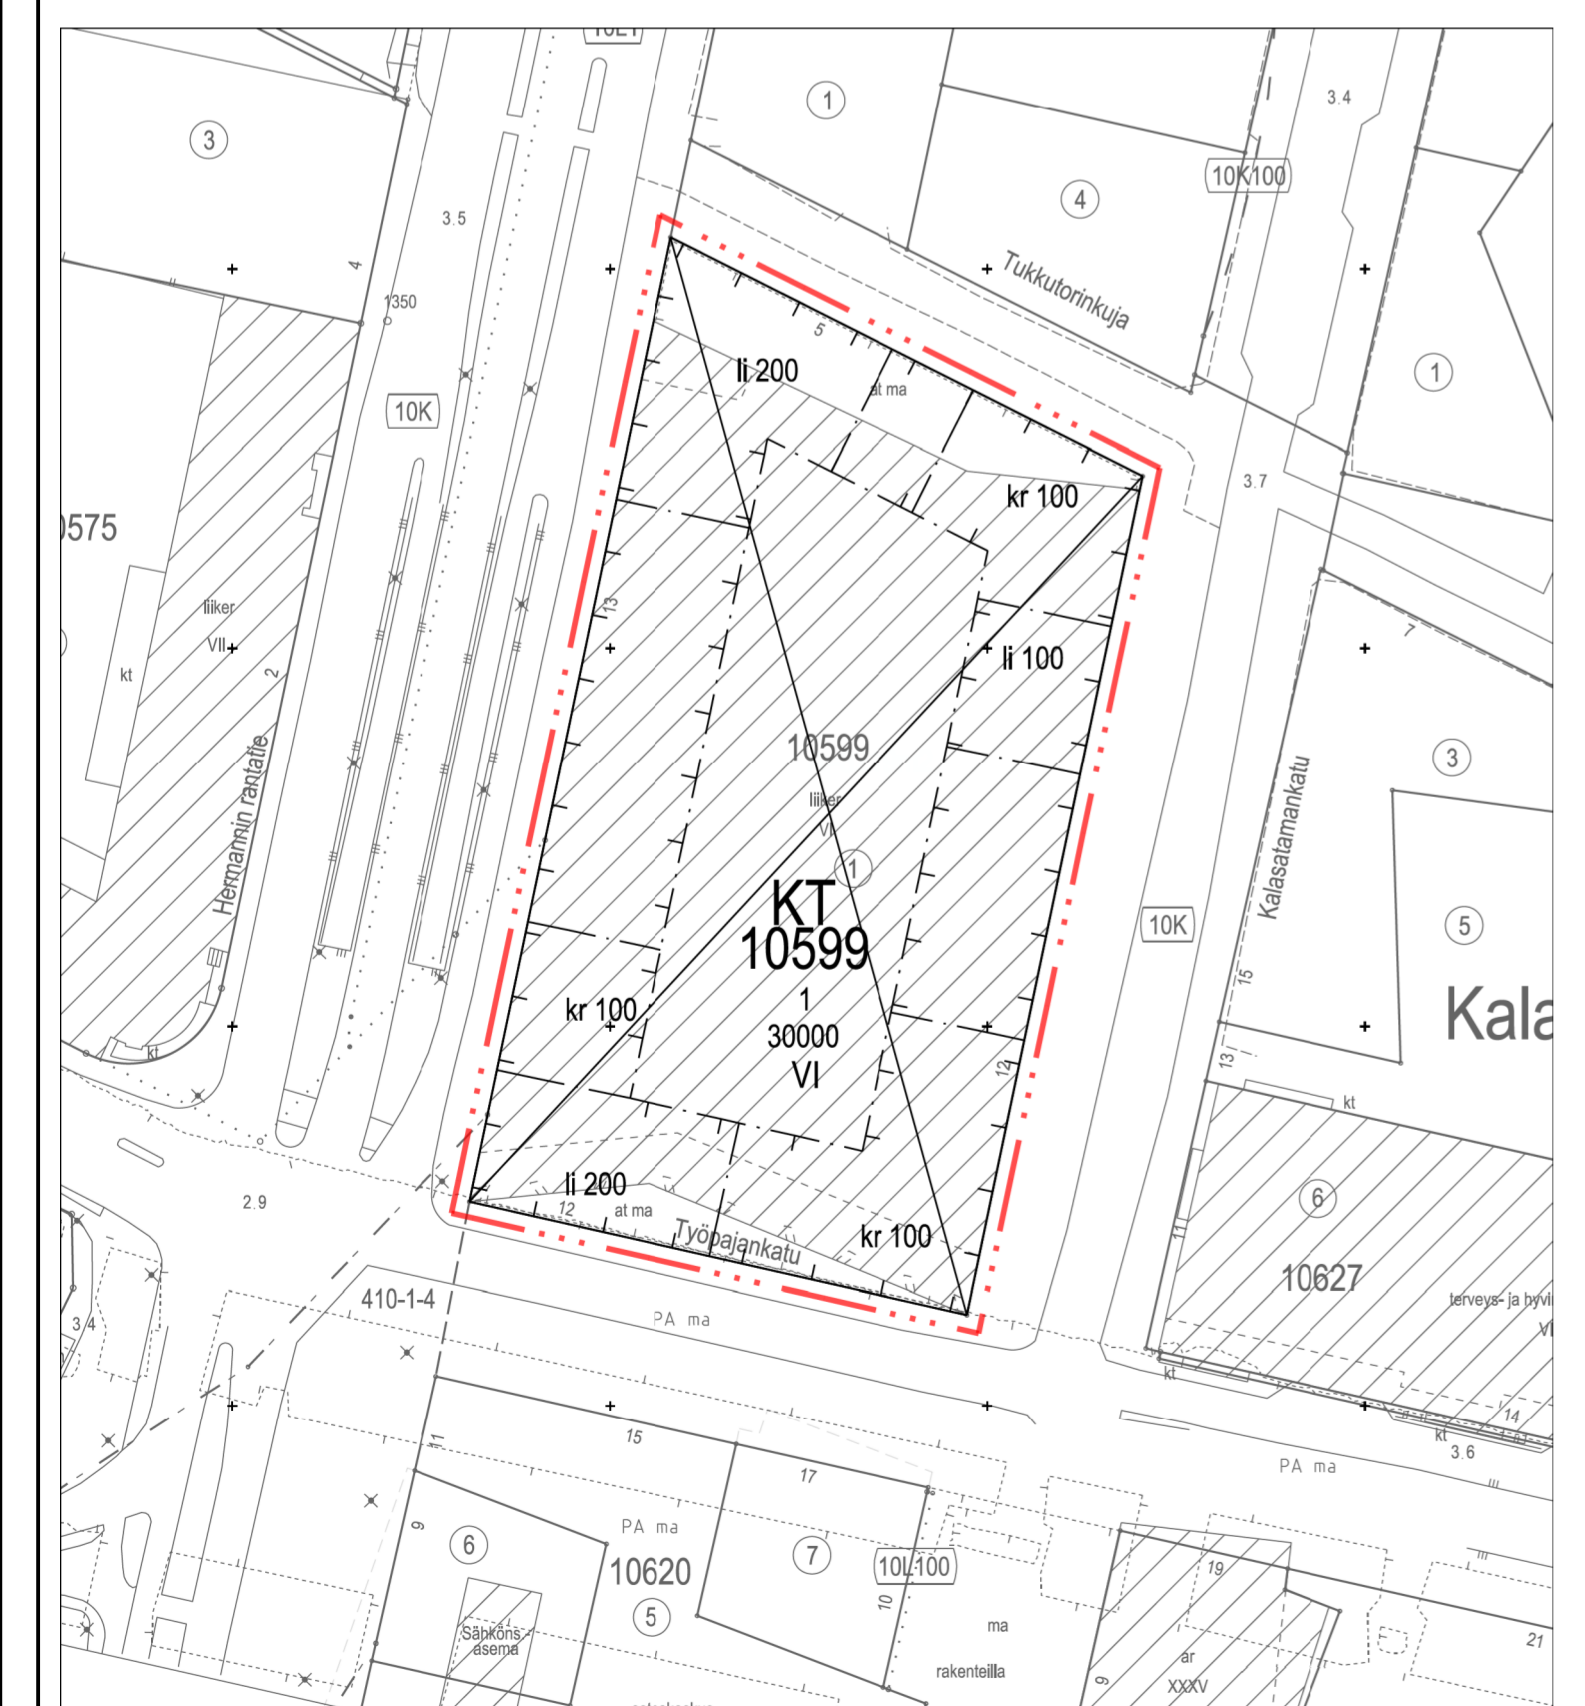 1
3.4
3
10K100
4
3.5
4
Tukkutorinkuja
1350
5
li 200
at ma
1
10K
3.7
kr 100
0575
liiker
VII
13
7
kt
2
li 100
10599
liiker
VI
3
Hermannin rantatie
Kalasatamankatu
1
KT
10599
10K
5
1
30000
VI
kr 100
15
Kala
kt
12
13
kt
li 200
12
at ma
Työpajankatu
kr 100
2.9
11
6
10627
terveys- ja hyvi
VI
410-1-4
PA ma
3 4
kt
14
kt
3.6
11
15
17
PA ma
9
6
PA ma
10620
7
10L100
19
5
10
21
Sähköns.-
asema
ma
rakenteilla
ar
XXXV
9